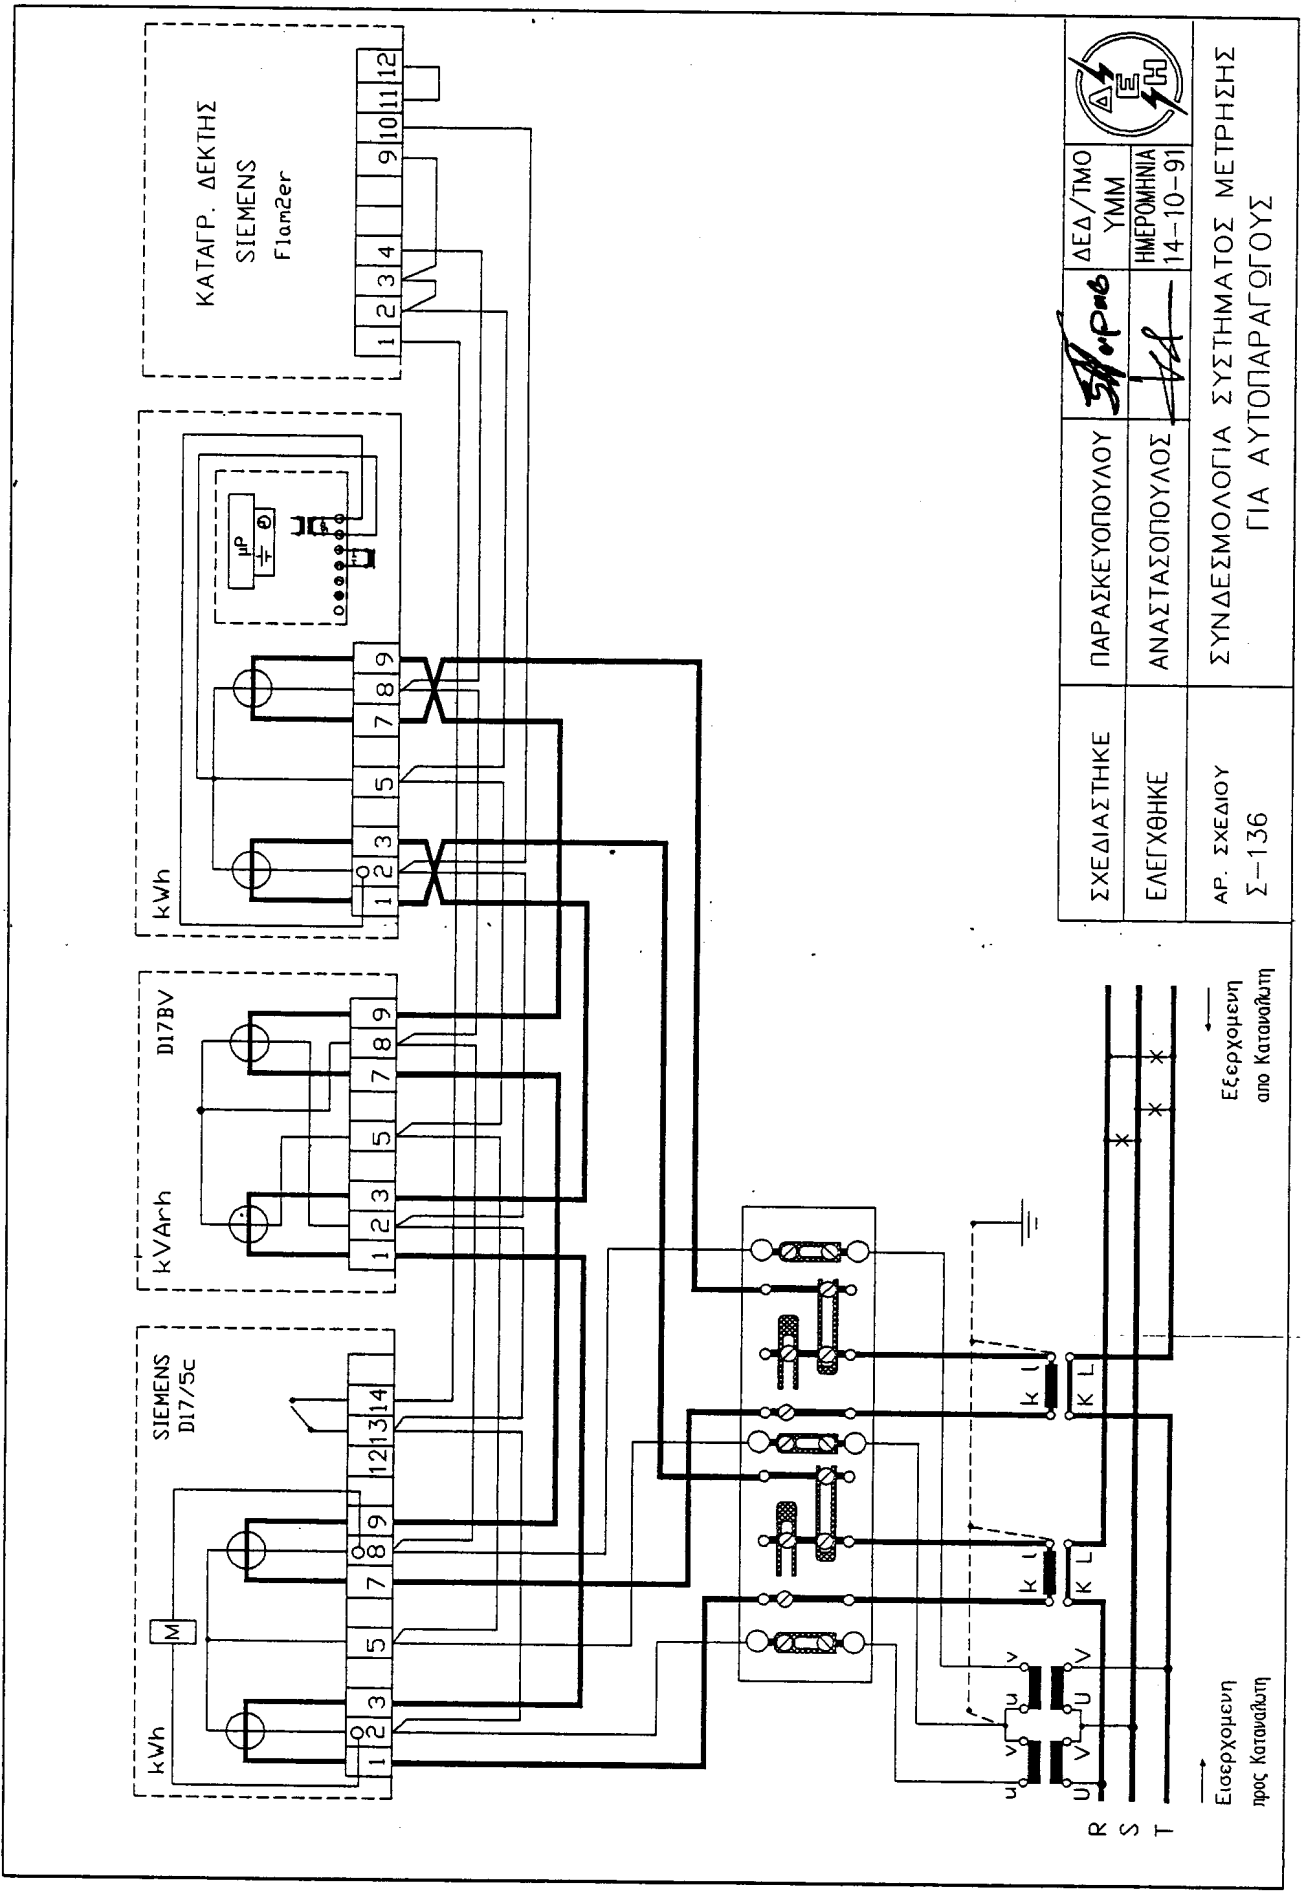 kWh
SIEMENS
D17/5c
M
1 2 3 5 7 8 9 12 13 14
kVArh
D17BV
1 2 3 5 7 8 9
kWh
μP
1 2 3 5 7 8 9
ΚΑΤΑΓΡ. ΔΕΚΤΗΣ
SIEMENS
Flam2er
1 2 3 4 9 10 11 12
u v u v
U V U V
k l
K L
k l
K L
R
S
T
Εισερχομενη
προς Καταναλωτη
Εξερχομενη
απο Καταναλωτη
ΣΧΕΔΙΑΣΤΗΚΕ
ΠΑΡΑΣΚΕΥΟΠΟΥΛΟΥ
ΔΕΔ/ΤΜΟ
ΥΜΜ
ΔΕΗ
ΕΛΕΓΧΘΗΚΕ
ΑΝΑΣΤΑΣΟΠΟΥΛΟΣ
ΗΜΕΡΟΜΗΝΙΑ
14-10-91
ΑΡ. ΣΧΕΔΙΟΥ
Σ-136
ΣΥΝΔΕΣΜΟΛΟΓΙΑ ΣΥΣΤΗΜΑΤΟΣ ΜΕΤΡΗΣΗΣ
ΓΙΑ ΑΥΤΟΠΑΡΑΓΩΓΟΥΣ